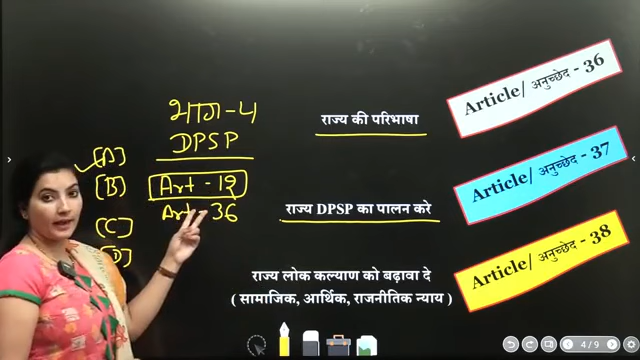 भाग-4
DPSP
[A]
[B]
[C]
[D]
Art - 12
Art - 36
राज्य की परिभाषा
Article/ अनुच्छेद - 36
राज्य DPSP का पालन करे
Article/ अनुच्छेद - 37
राज्य लोक कल्याण को बढ़ावा दे
( सामाजिक, आर्थिक, राजनीतिक न्याय )
Article/ अनुच्छेद - 38
4 / 9